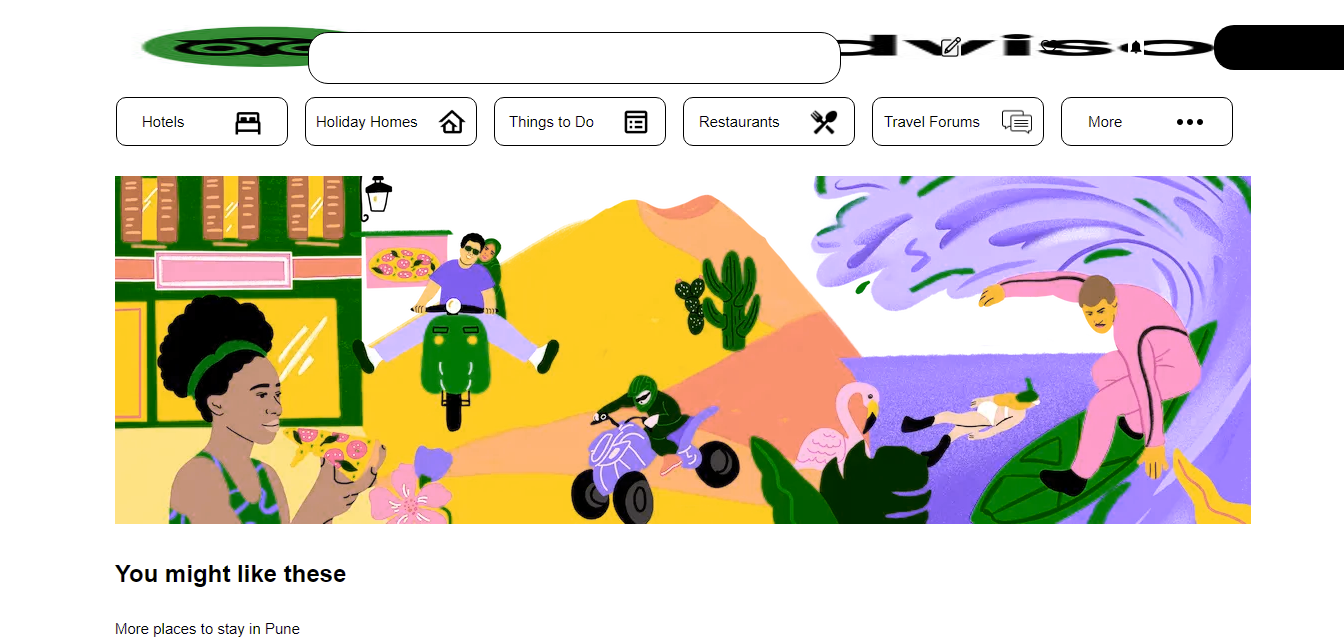 dviso
Hotels
Holiday Homes
Things to Do
Restaurants
Travel Forums
More
You might like these
More places to stay in Pune